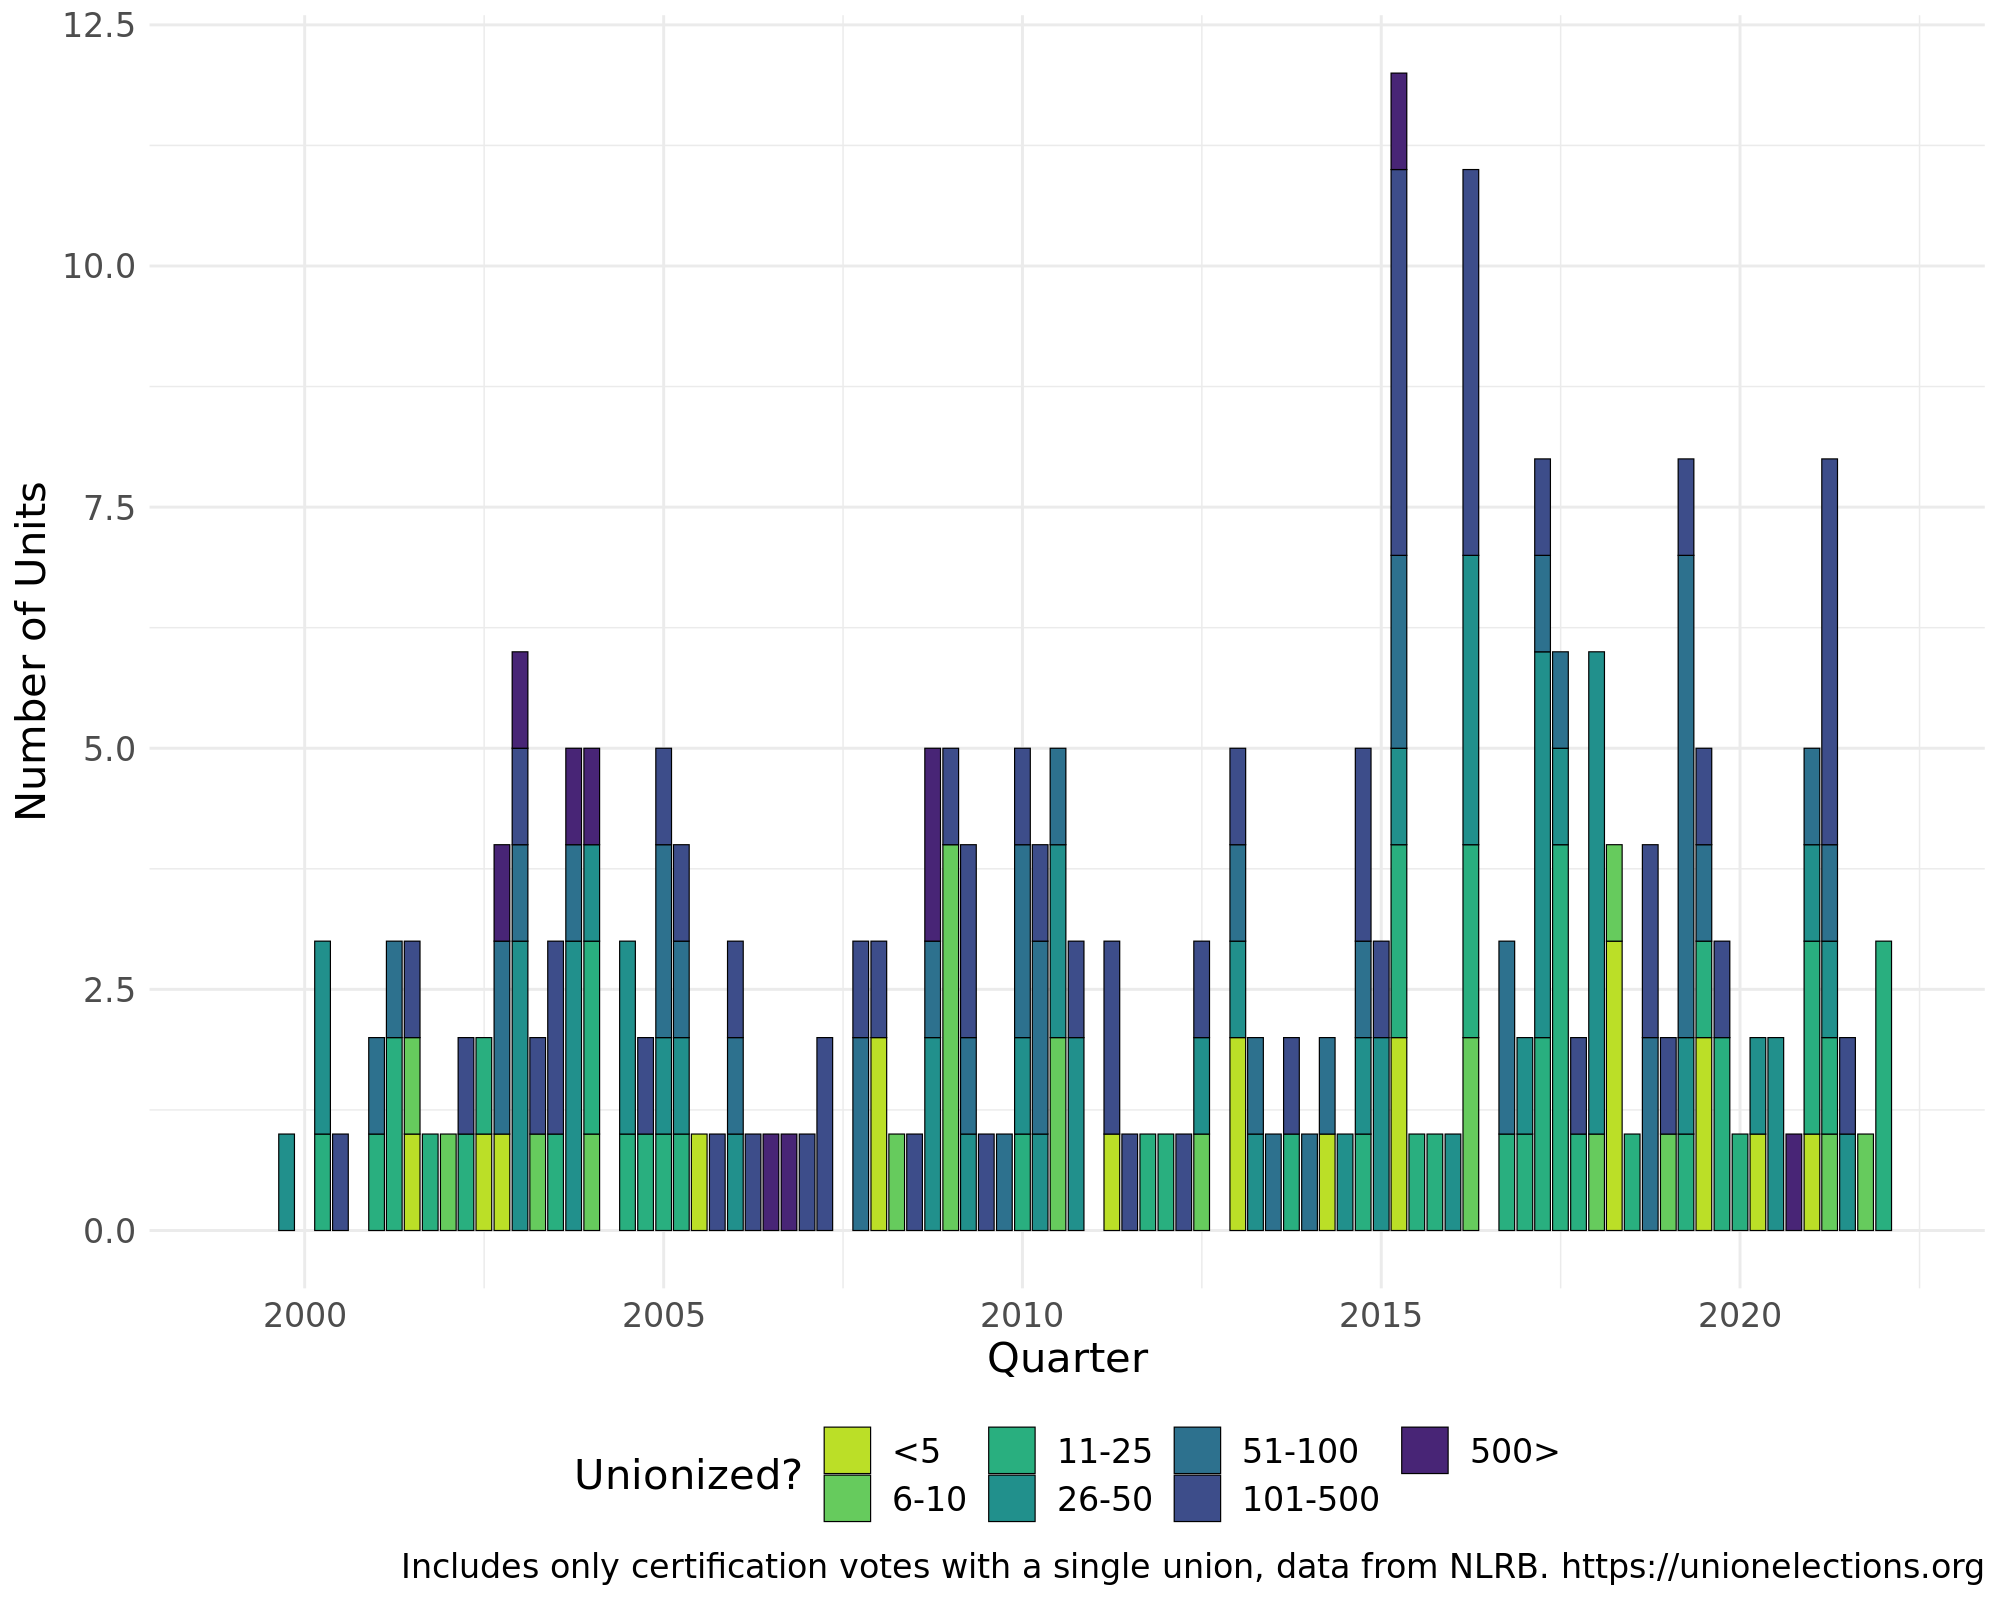 12.5
10.0
7.5
5.0
2.5
0.0
Number of Units
2000 2005 2010 2015 2020
Quarter
Unionized?
<5 11-25 51-100 500>
6-10 26-50 101-500
Includes only certification votes with a single union, data from NLRB. https://unionelections.org